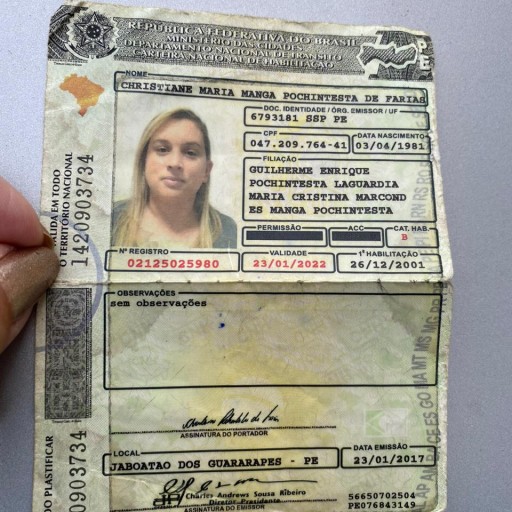 REPÚBLICA FEDERATIVA DO BRASIL
MINISTÉRIO DAS CIDADES
DEPARTAMENTO NACIONAL DE TRÂNSITO
CARTEIRA NACIONAL DE HABILITAÇÃO
PE
NOME
CHRISTIANE MARIA MANGA POCHINTESTA DE FARIAS
DOC. IDENTIDADE / ÓRG. EMISSOR / UF
6793181 SSP PE
CPF
047.209.764-41
DATA NASCIMENTO
03/04/1981
FILIAÇÃO
GUILHERME ENRIQUE
POCHINTESTA LAGUARDIA
MARIA CRISTINA MARCOND
ES MANGA POCHINTESTA
PERMISSÃO
ACC
CAT. HAB.
B
Nº REGISTRO
02125025980
VALIDADE
23/01/2022
1ª HABILITAÇÃO
26/12/2001
VALIDA EM TODO
O TERRITÓRIO NACIONAL
1420903734
OBSERVAÇÕES
sem observações
ASSINATURA DO PORTADOR
LOCAL
JABOATAO DOS GUARARAPES - PE
DATA EMISSÃO
23/01/2017
Charles Andrews Sousa Ribeiro
Diretor Presidente
ASSINATURA DO EMISSOR
56650702504
PE076843149
DO PLASTIFICAR
0903734